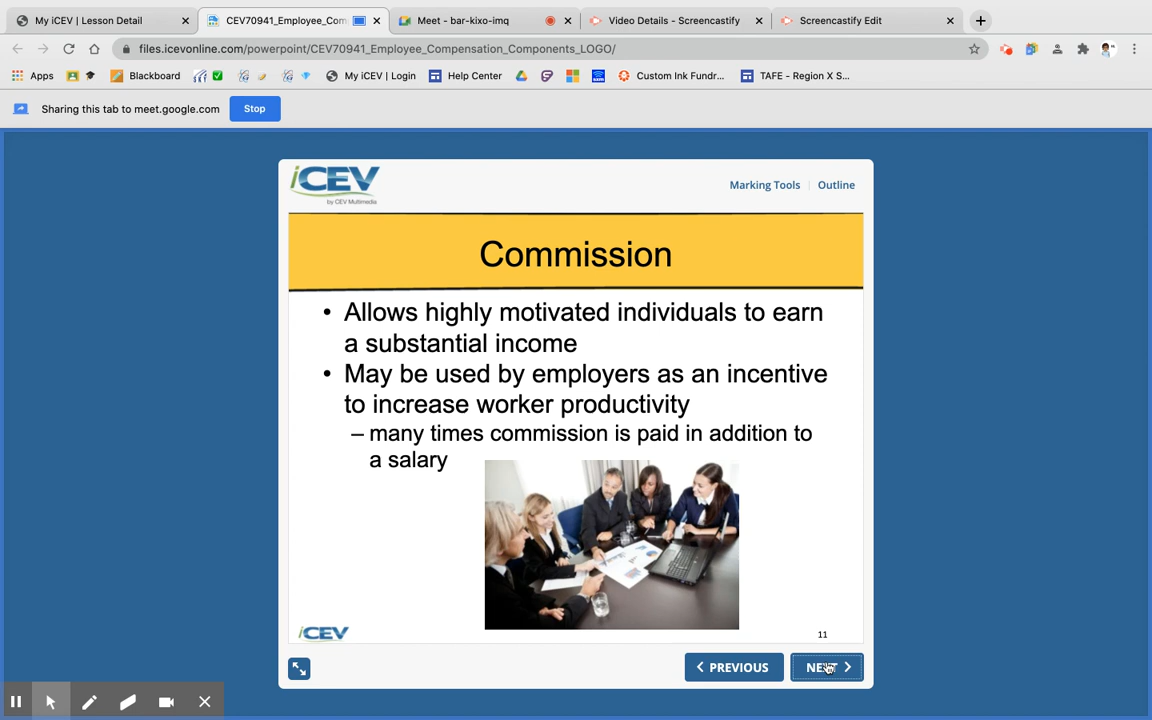 My iCEV | Lesson Detail
CEV70941_Employee_Com
Meet - bar-kixo-imq
Video Details - Screencastify
Screencastify Edit
files.icevonline.com/powerpoint/CEV70941_Employee_Compensation_Components_LOGO/
Apps
Blackboard
My iCEV | Login
Help Center
Custom Ink Fundr...
TAFE - Region X S...
Sharing this tab to meet.google.com
Stop
iCEV
by CEV Multimedia
Marking Tools
Outline
Commission
• Allows highly motivated individuals to earn
a substantial income
• May be used by employers as an incentive
to increase worker productivity
– many times commission is paid in addition to
a salary
iCEV
11
PREVIOUS
NEXT